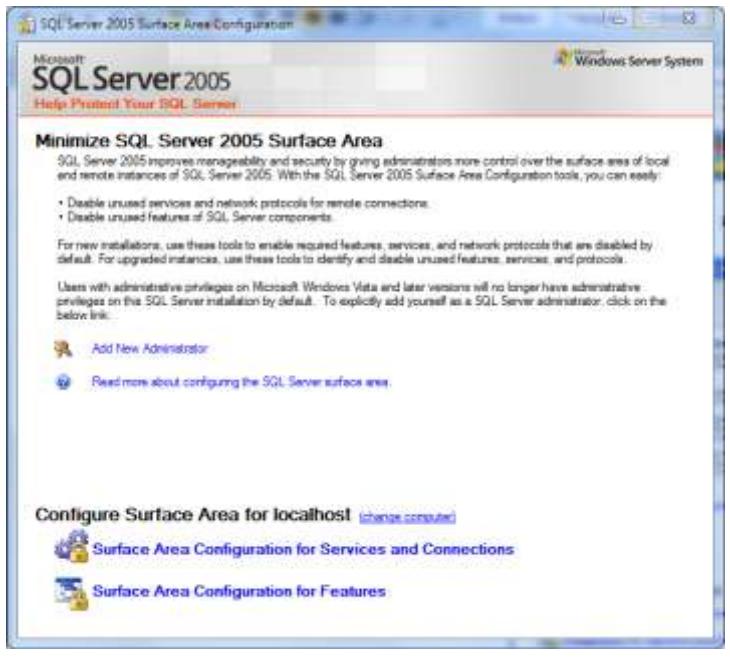 SQL Server 2005 Surface Area Configuration
Microsoft
SQL Server 2005
Microsoft
Windows Server System
Help Protect Your SQL Server
Minimize SQL Server 2005 Surface Area
SQL Server 2005 improves manageability and security by giving administrators more control over the surface area of local
and remote instances of SQL Server 2005. With the SQL Server 2005 Surface Area Configuration tools, you can easily:
• Disable unused services and network protocols for remote connections.
• Disable unused features of SQL Server components.
For new installations, use these tools to enable required features, services, and network protocols that are disabled by
default. For upgraded instances, use these tools to identify and disable unused features, services, and protocols.
Users with administrative privileges on Microsoft Windows Vista and later versions will no longer have administrative
privileges on this SQL Server installation by default. To explicitly add yourself as a SQL Server administrator, click on the
below link:
Add New Administrator
Read more about configuring the SQL Server surface area.
Configure Surface Area for localhost (change computer)
Surface Area Configuration for Services and Connections
Surface Area Configuration for Features